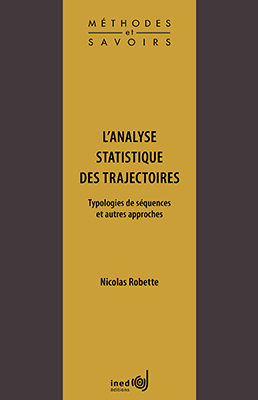 MÉTHODES
et
SAVOIRS
L'ANALYSE
STATISTIQUE
DES TRAJECTOIRES
Typologies de séquences
et autres approches
Nicolas Robette
ined
éditions